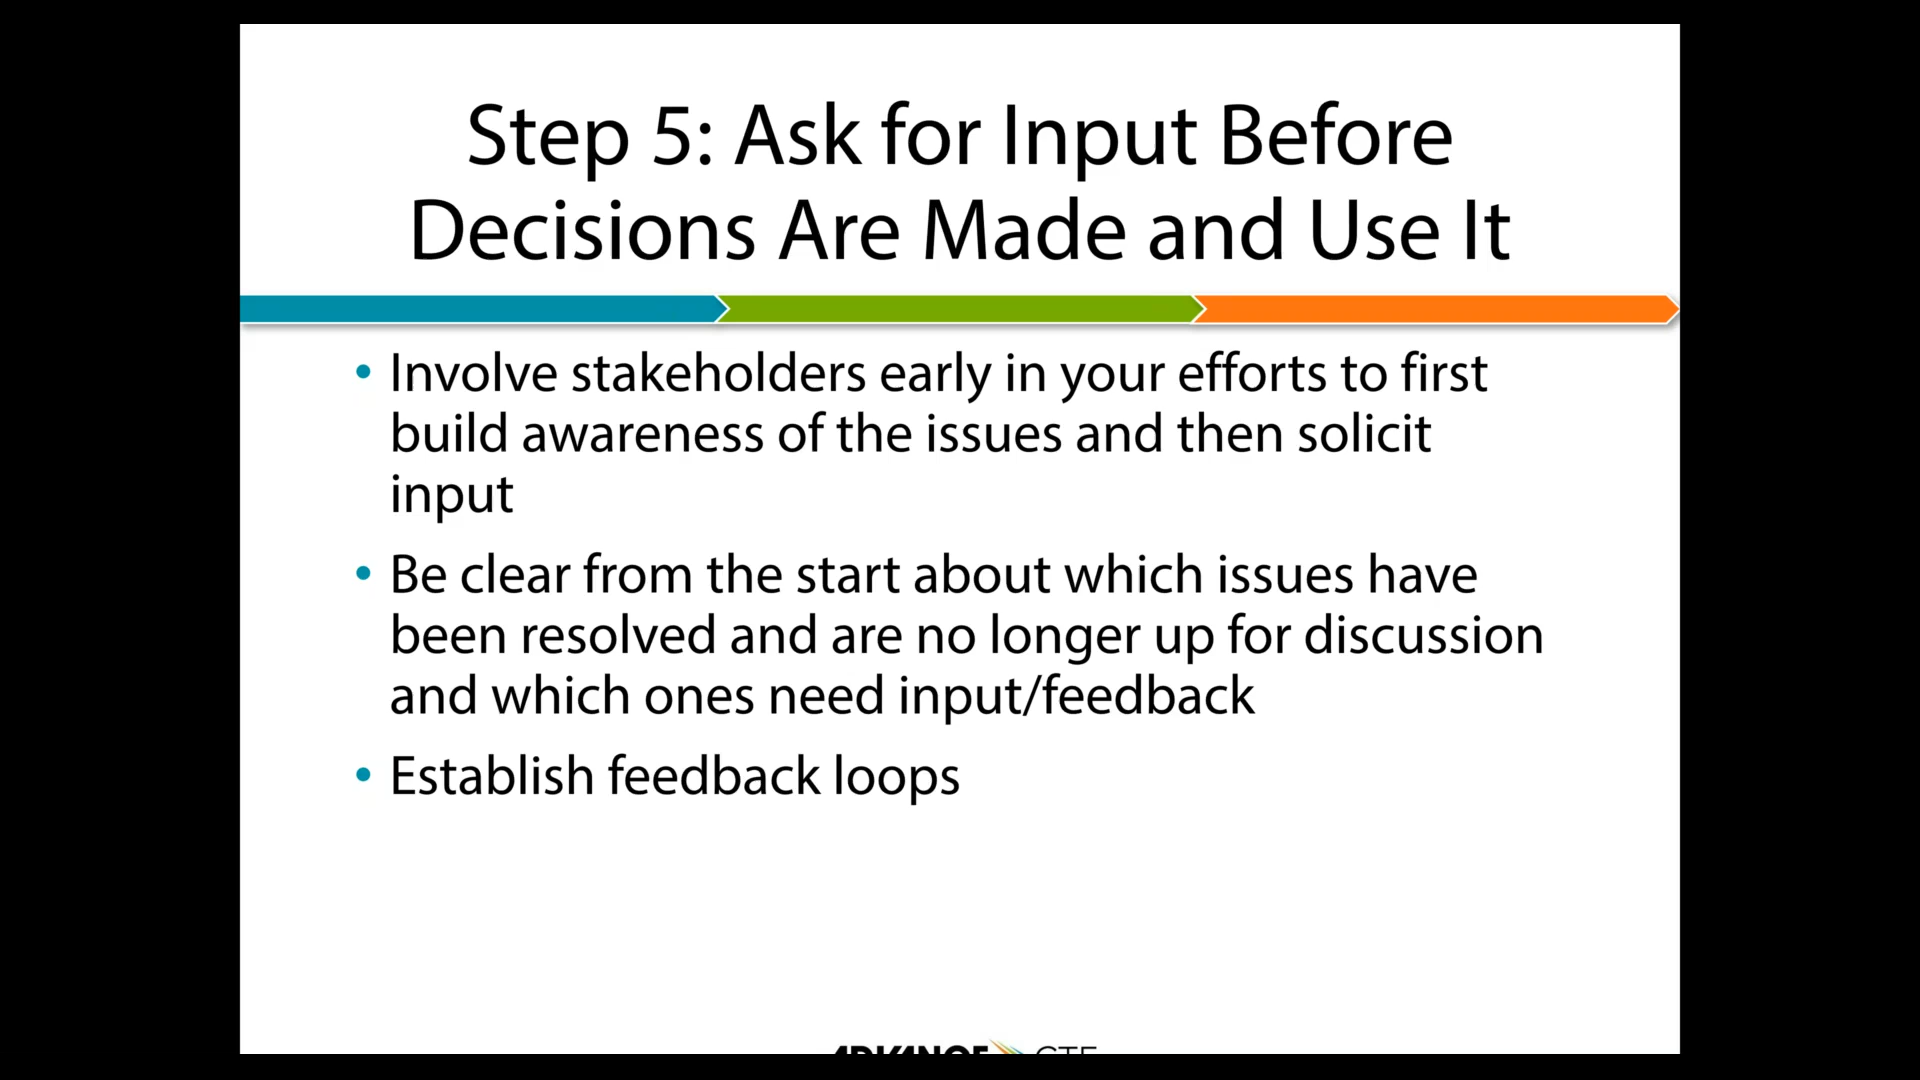 Step 5: Ask for Input Before
Decisions Are Made and Use It
• Involve stakeholders early in your efforts to first
build awareness of the issues and then solicit
input
• Be clear from the start about which issues have
been resolved and are no longer up for discussion
and which ones need input/feedback
• Establish feedback loops
ADVANCE CTE